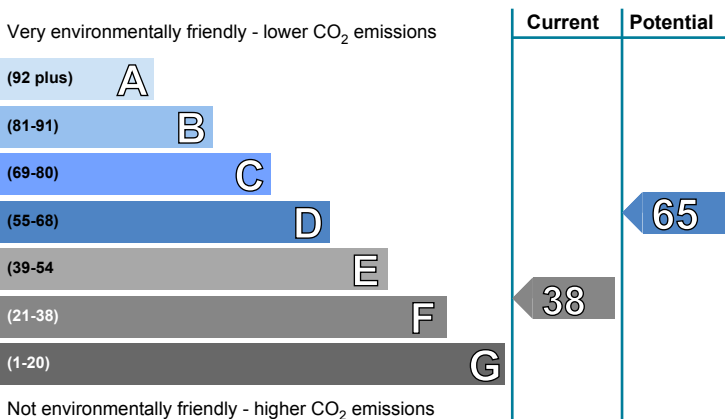 Current Potential
Very environmentally friendly - lower CO2 emissions
(92 plus) A
(81-91) B
(69-80) C
(55-68) D
65
(39-54 E
38
(21-38) F
(1-20) G
Not environmentally friendly - higher CO2 emissions